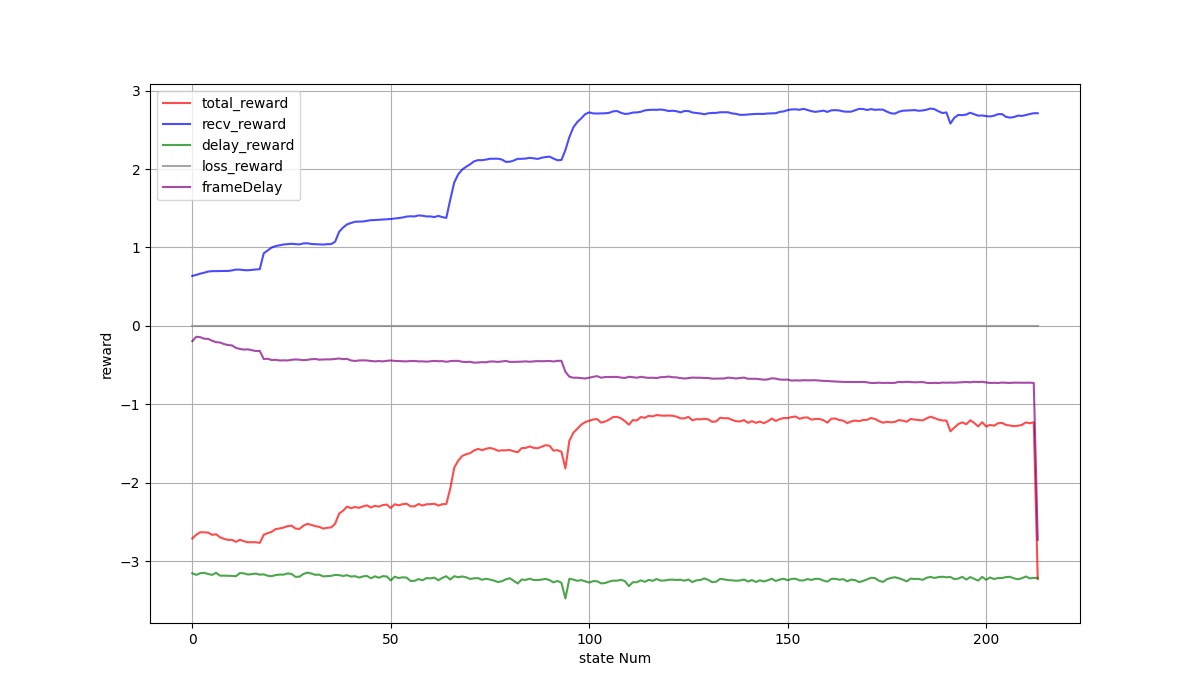 total_reward
recv_reward
delay_reward
loss_reward
frameDelay
3
2
1
0
−1
−2
−3
reward
0 50 100 150 200
state Num